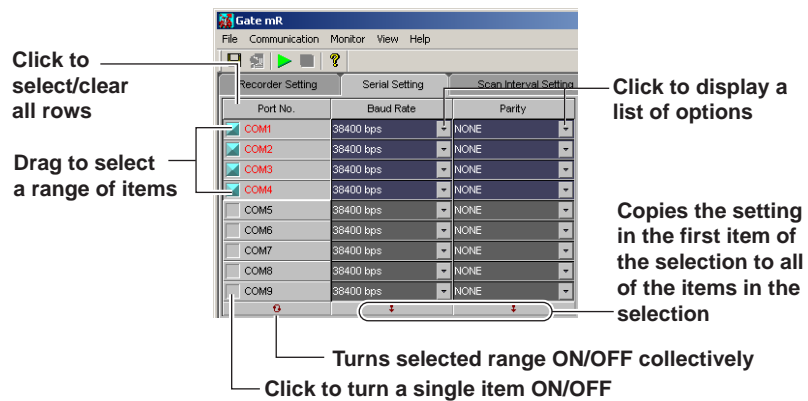 Gate mR
File Communication Monitor View Help
Click to
select/clear
all rows
Recorder Setting Serial Setting Scan Interval Setting
Click to display a
list of options
Port No. Baud Rate Parity
COM1 38400 bps NONE
COM2 38400 bps NONE
COM3 38400 bps NONE
COM4 38400 bps NONE
COM5 38400 bps NONE
COM6 38400 bps NONE
COM7 38400 bps NONE
COM8 38400 bps NONE
COM9 38400 bps NONE
Drag to select
a range of items
Copies the setting
in the first item of
the selection to all
of the items in the
selection
Turns selected range ON/OFF collectively
Click to turn a single item ON/OFF